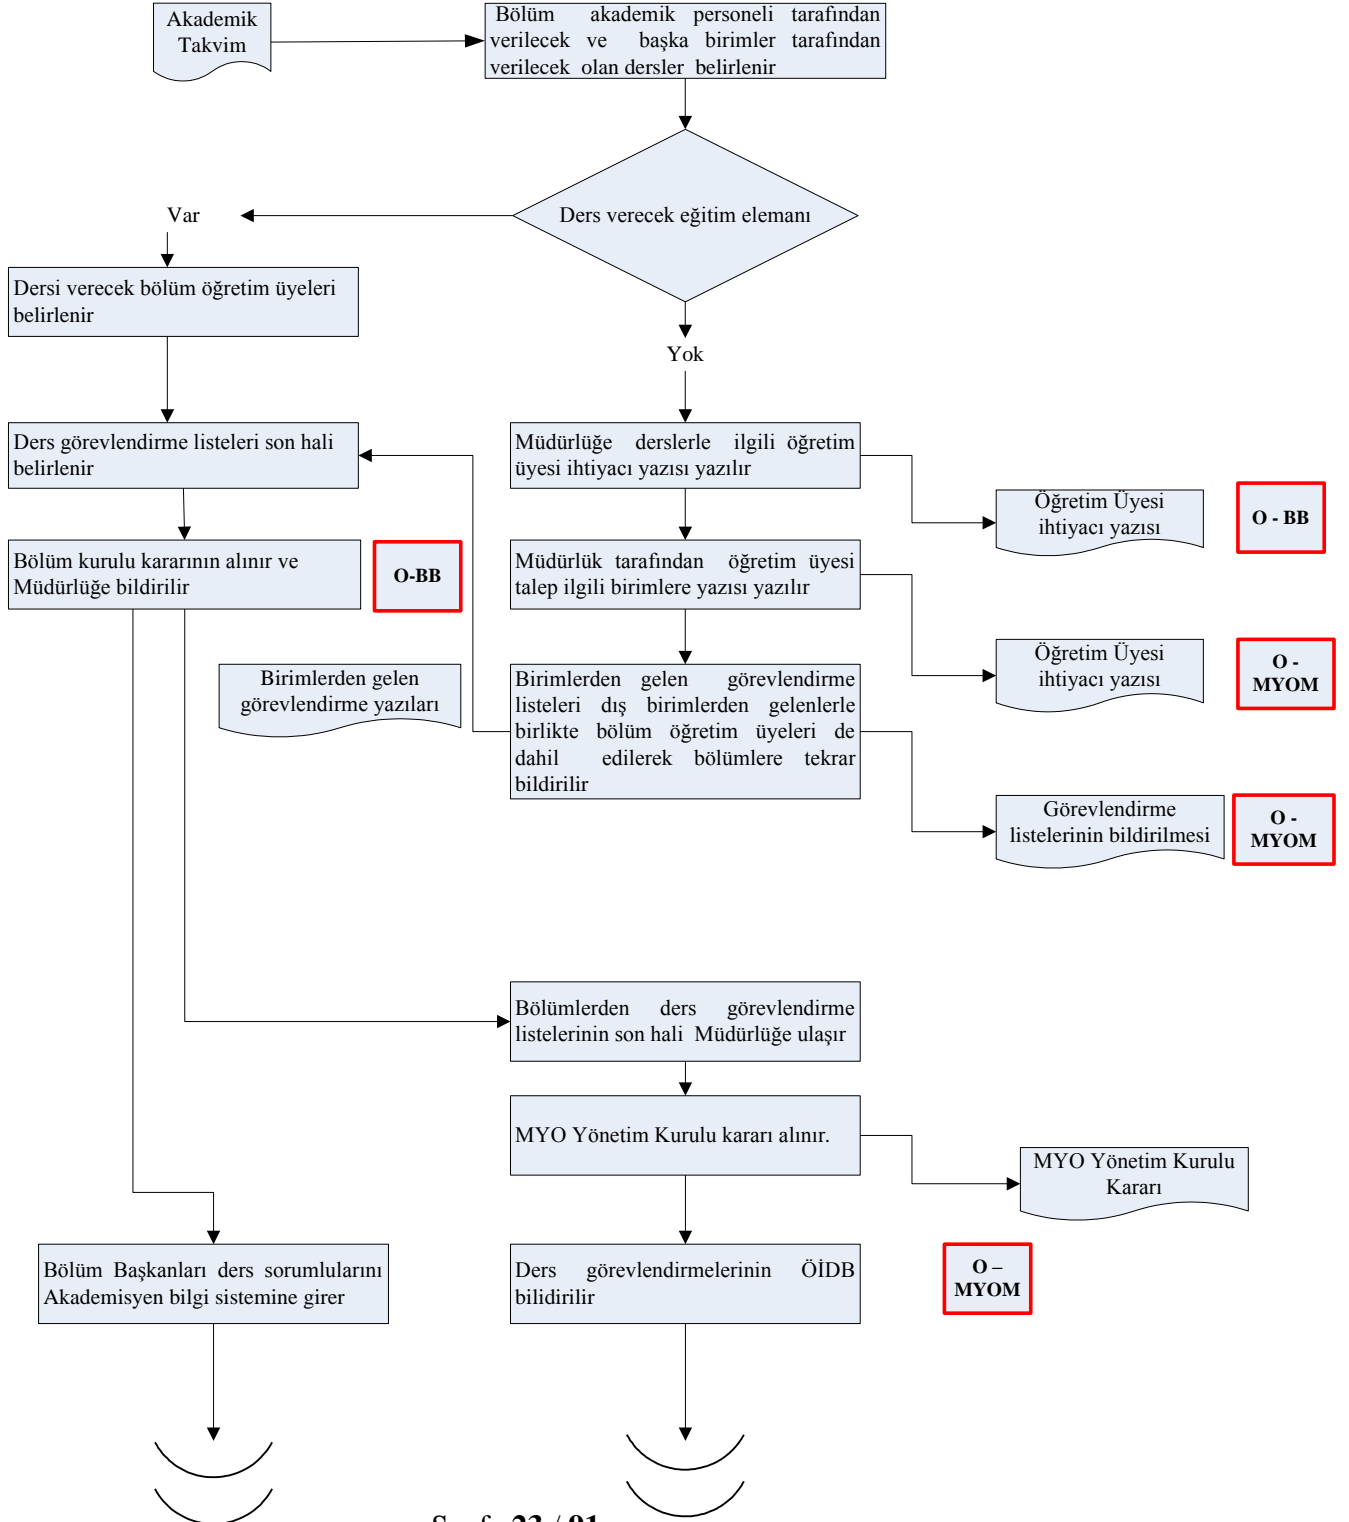 Akademik
Takvim
Bölüm akademik personeli tarafından
verilecek ve başka birimler tarafından
verilecek olan dersler belirlenir
Ders verecek eğitim elemanı
Var
Dersi verecek bölüm öğretim üyeleri
belirlenir
Yok
Ders görevlendirme listeleri son hali
belirlenir
Müdürlüğe derslerle ilgili öğretim
üyesi ihtiyacı yazısı yazılır
Öğretim Üyesi
ihtiyacı yazısı
O - BB
Bölüm kurulu kararının alınır ve
Müdürlüğe bildirilir
O-BB
Müdürlük tarafından öğretim üyesi
talep ilgili birimlere yazısı yazılır
Öğretim Üyesi
ihtiyacı yazısı
O -
MYOM
Birimlerden gelen
görevlendirme yazıları
Birimlerden gelen görevlendirme
listeleri dış birimlerden gelenlerle
birlikte bölüm öğretim üyeleri de
dahil edilerek bölümlere tekrar
bildirilir
Görevlendirme
listelerinin bildirilmesi
O -
MYOM
Bölümlerden ders görevlendirme
listelerinin son hali Müdürlüğe ulaşır
MYO Yönetim Kurulu kararı alınır.
MYO Yönetim Kurulu
Kararı
Bölüm Başkanları ders sorumlularını
Akademisyen bilgi sistemine girer
Ders görevlendirmelerinin ÖİDB
bilidirilir
O –
MYOM
23 / 91